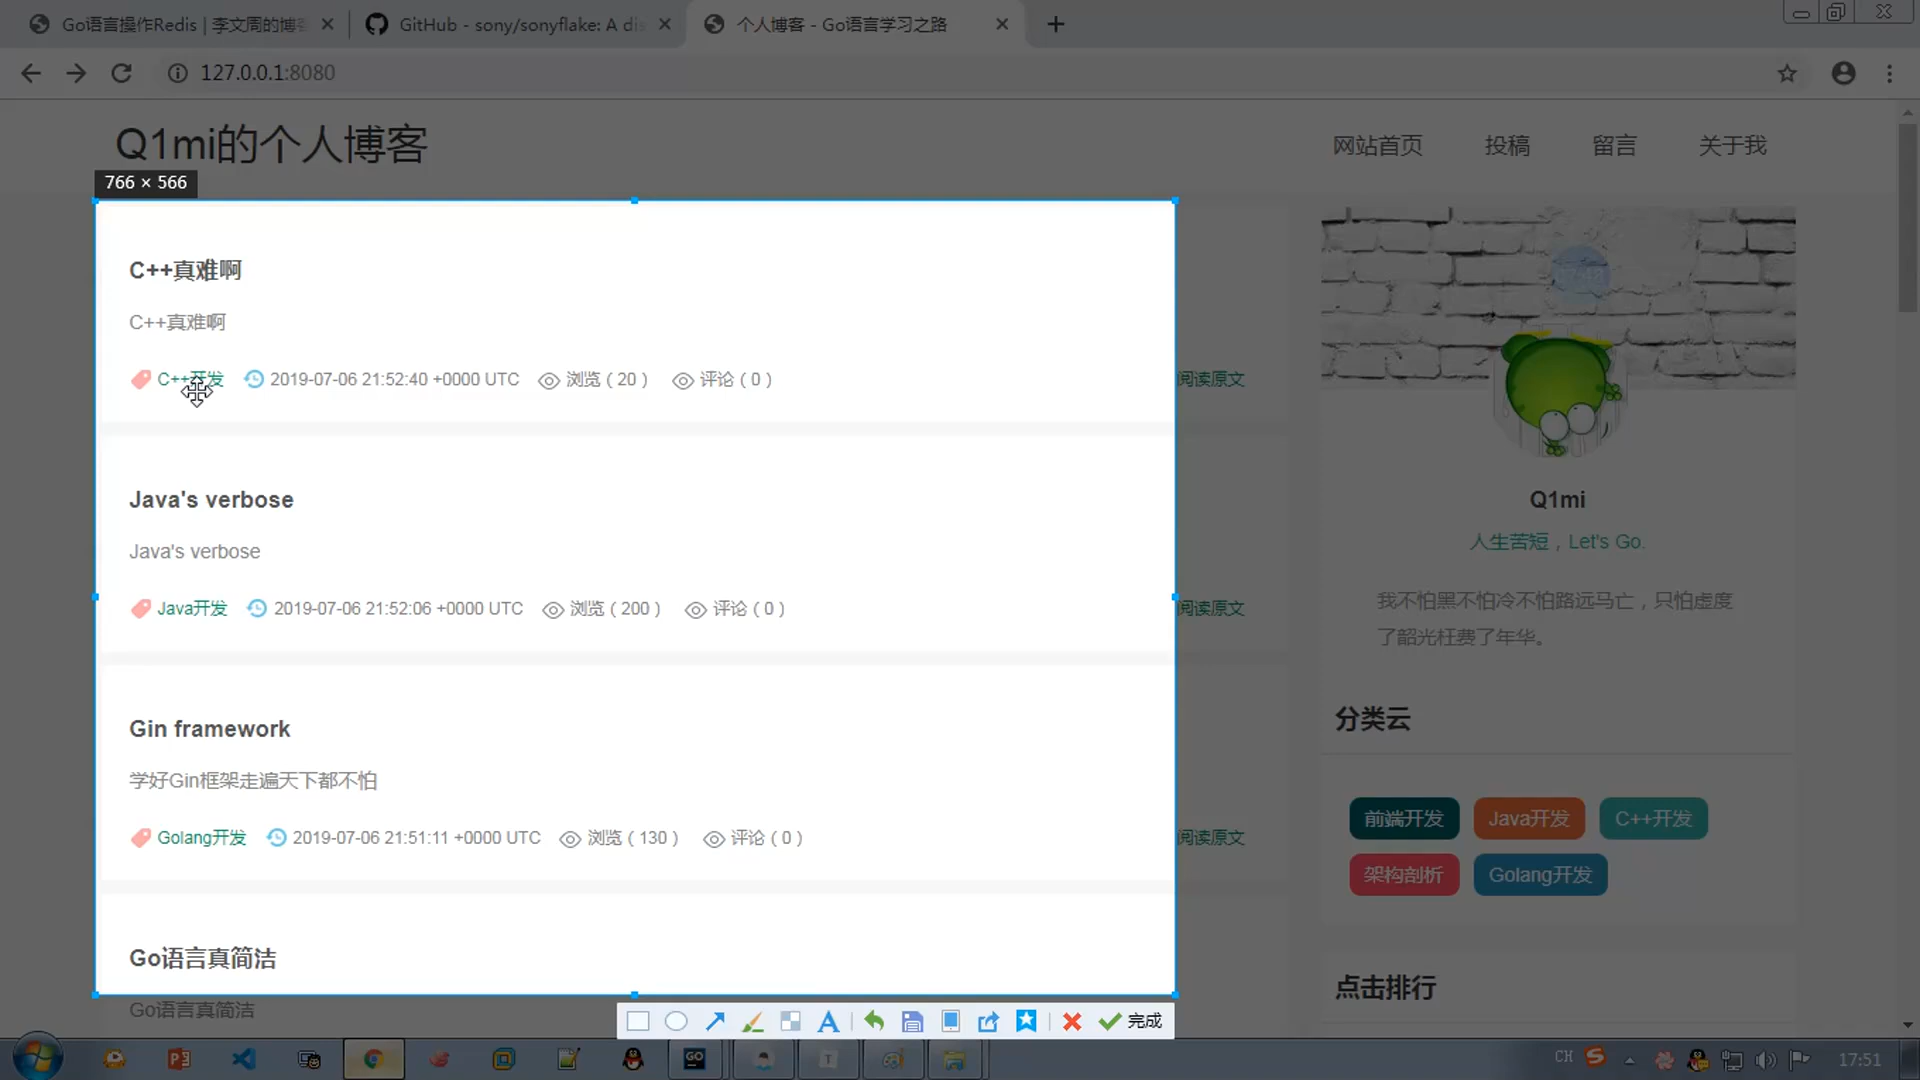 Go语言操作Redis | 李文周的博客
GitHub - sony/sonyflake: A dis
个人博客 - Go语言学习之路
127.0.0.1:8080
Q1mi的个人博客
网站首页 投稿 留言 关于我
766 × 566
C++真难啊
C++真难啊
C++开发 2019-07-06 21:52:40 +0000 UTC 浏览 ( 20 ) 评论 ( 0 ) 阅读原文
Java's verbose
Java's verbose
Java开发 2019-07-06 21:52:06 +0000 UTC 浏览 ( 200 ) 评论 ( 0 ) 阅读原文
Gin framework
学好Gin框架走遍天下都不怕
Golang开发 2019-07-06 21:51:11 +0000 UTC 浏览 ( 130 ) 评论 ( 0 ) 阅读原文
Go语言真简洁
Go语言真简洁
Q1mi
人生苦短，Let's Go.
我不怕黑不怕冷不怕路远马亡，只怕虚度
了韶光枉费了年华。
分类云
前端开发 Java开发 C++开发
架构剖析 Golang开发
点击排行
完成
CH
17:51